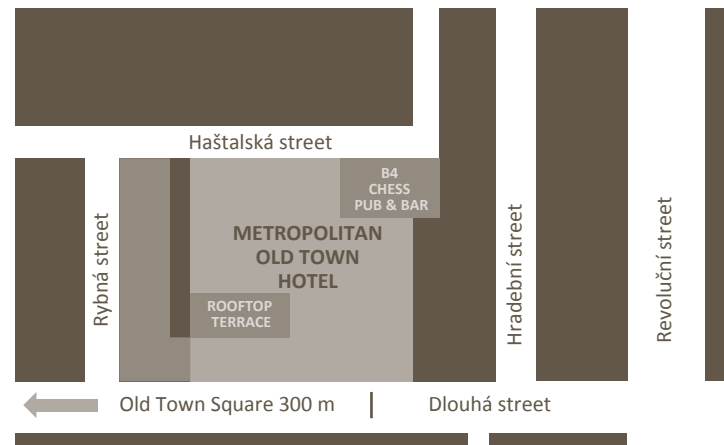 Haštalská street
B4
CHESS
PUB & BAR
METROPOLITAN
OLD TOWN
HOTEL
ROOFTOP
TERRACE
Rybná street
Hradební street
Revoluční street
Old Town Square 300 m
Dlouhá street